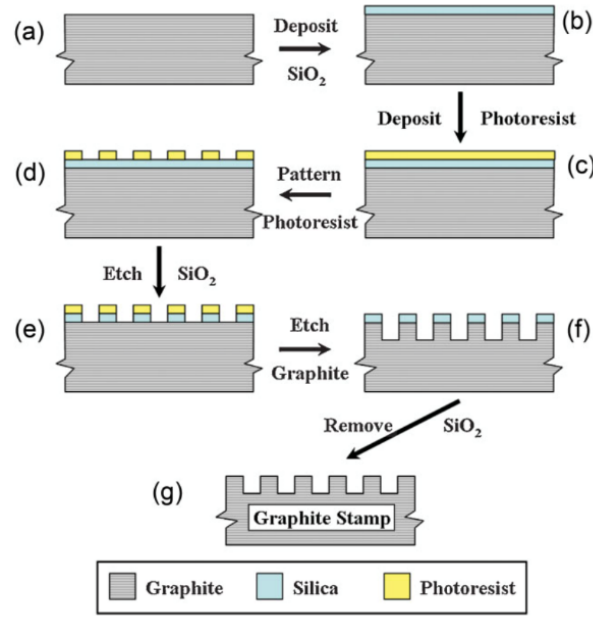 (a)
Deposit
SiO2
(b)
Deposit Photoresist
(d)
Pattern
Photoresist
(c)
Etch SiO2
(e)
Etch
Graphite
(f)
Remove SiO2
(g)
Graphite Stamp
Graphite Silica Photoresist